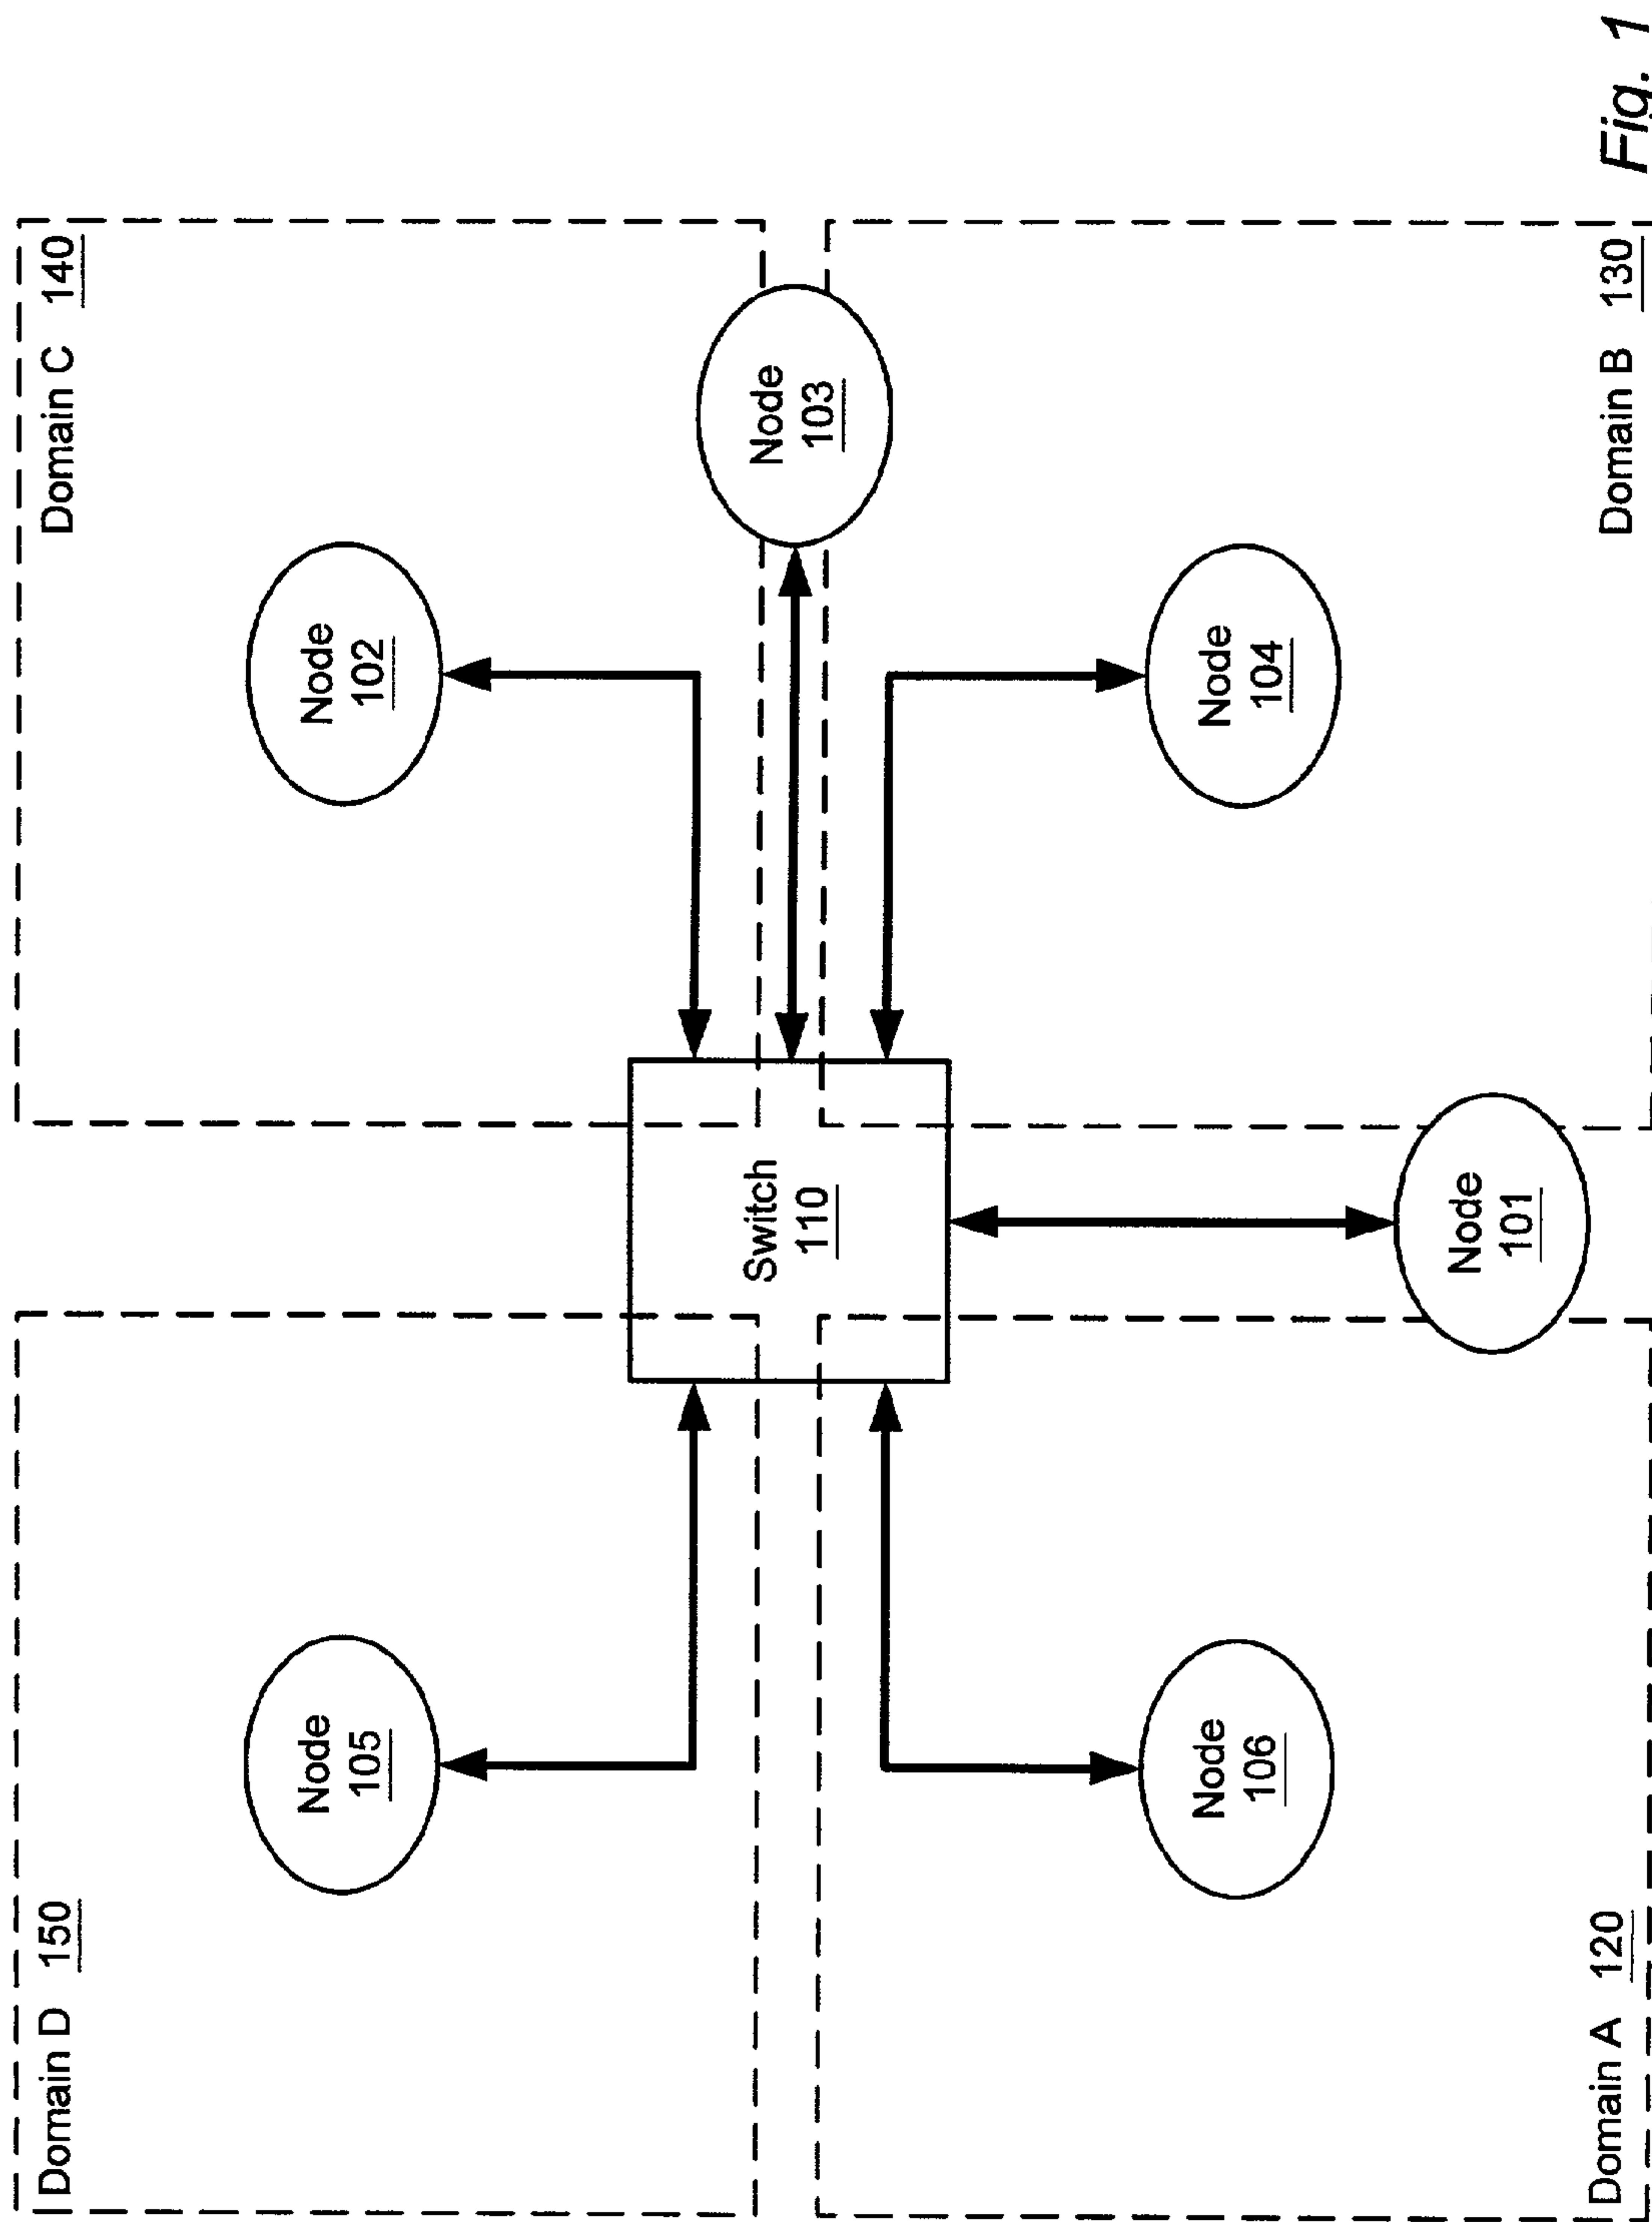 Domain D 150
Domain C 140
Node
105
Node
102
Switch
110
Node
103
Node
106
Node
104
Node
101
Domain A 120
Domain B 130
Fig. 1